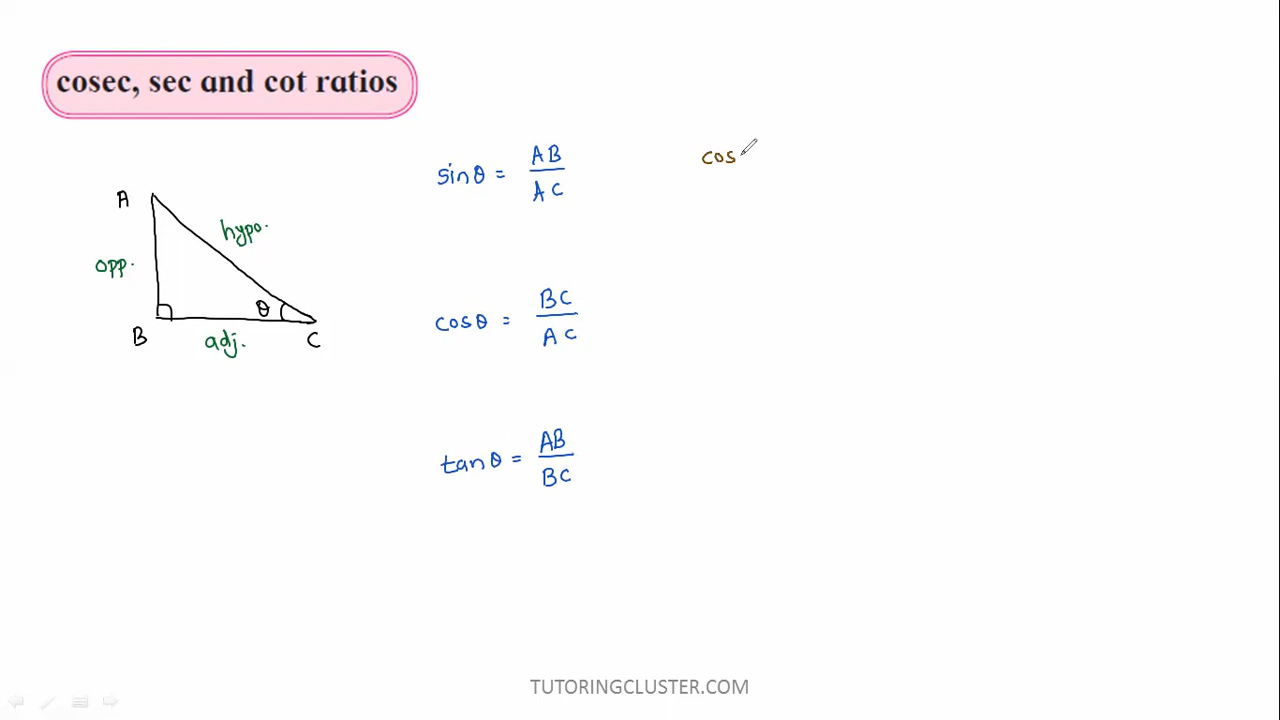 cosec, sec and cot ratios
sinθ = AB/AC
cos
A
hypo.
opp.
θ
B
adj.
C
cosθ = BC/AC
tanθ = AB/BC
TUTORINGCLUSTER.COM